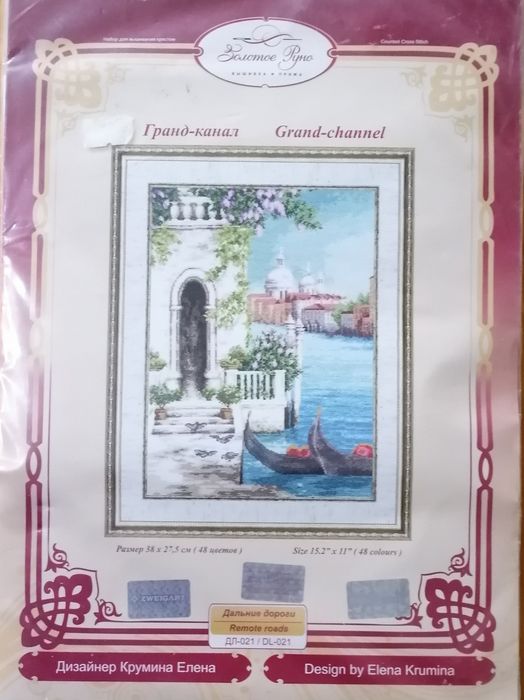 Набор для вышивания крестом
Counted Cross Stitch
Золотое Руно
ВЫШИВКА • ПРЯЖА
Гранд-канал Grand-channel
Размер 38 x 27,5 см ( 48 цветов ) Size 15.2" x 11" ( 48 colours )
ZWEIGART
Дальние дороги
Remote roads
ДЛ-021 / DL-021
Дизайнер Крумина Елена Design by Elena Krumina